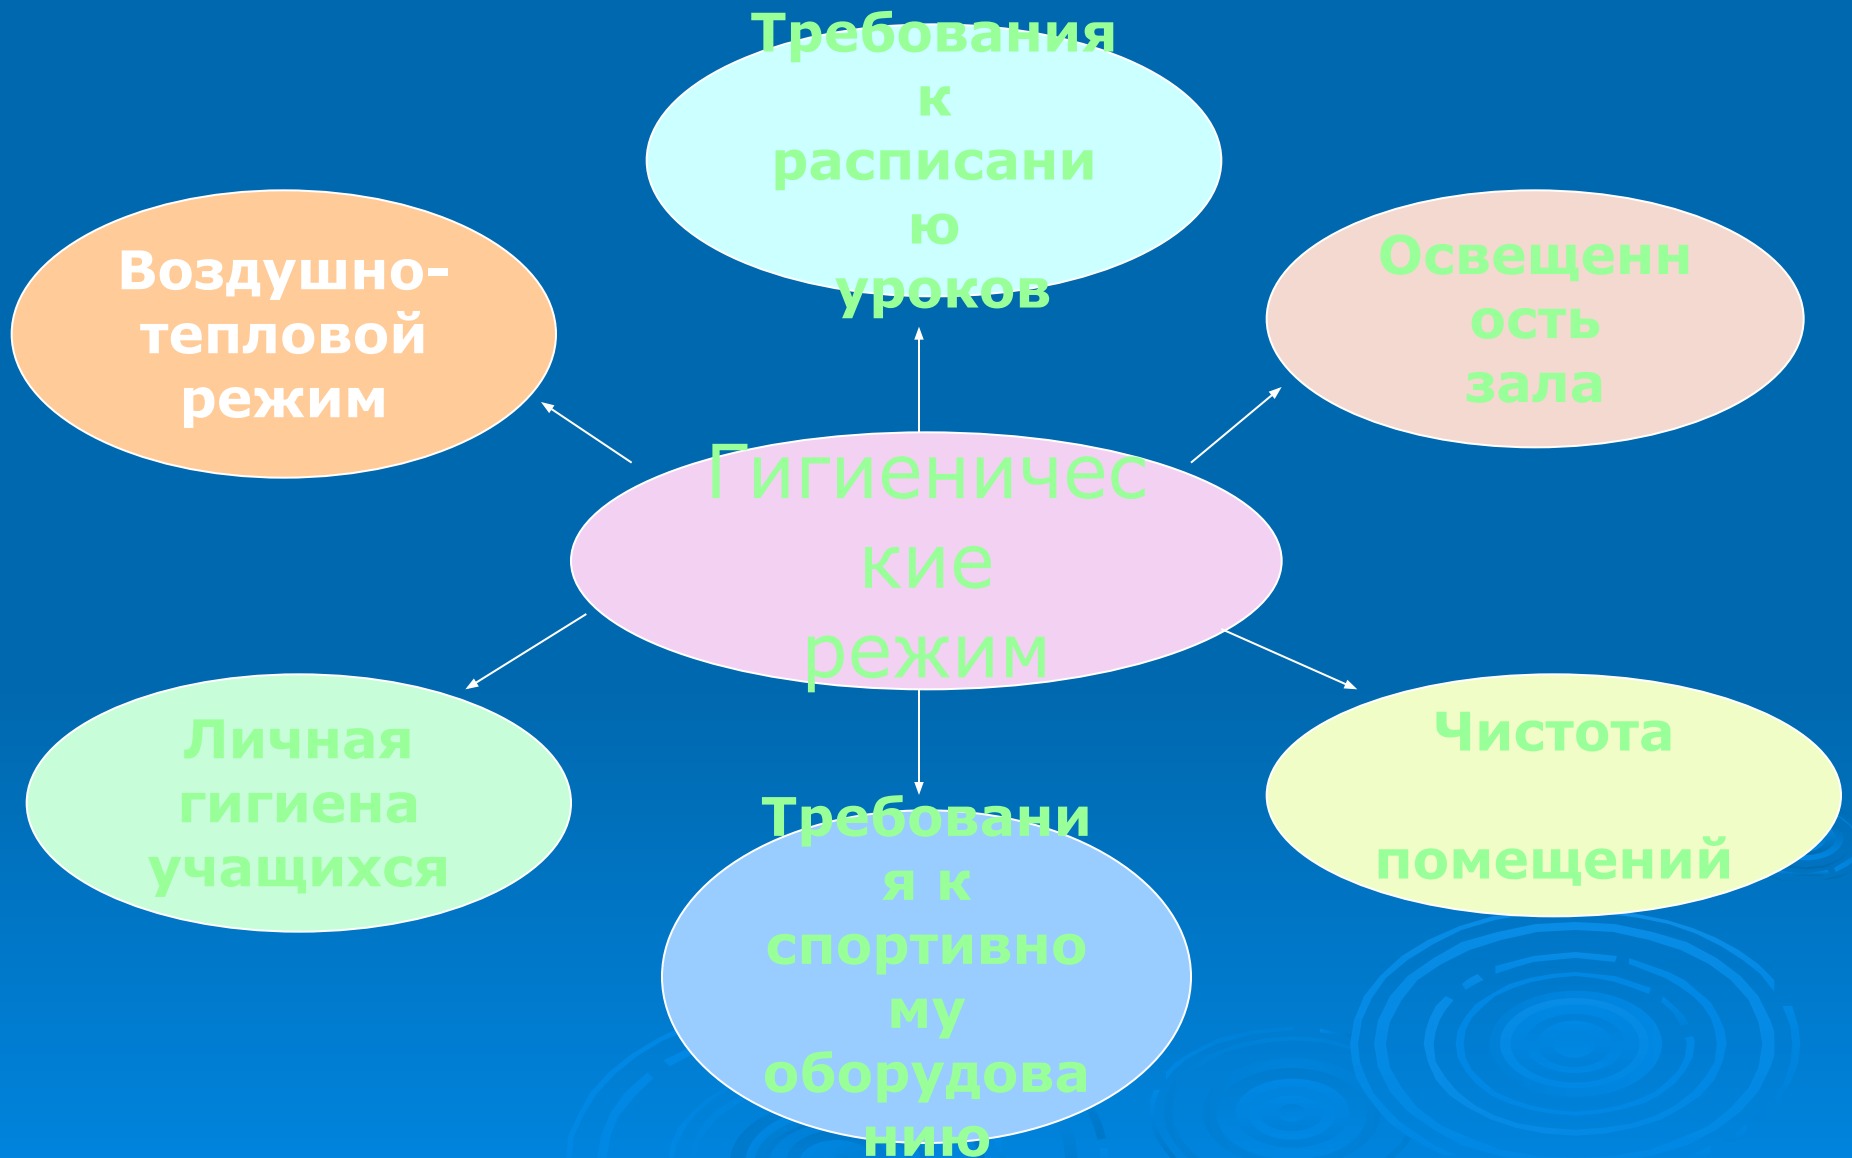 Требования
к
расписани
ю
уроков
Воздушно-
тепловой
режим
Освещенн
ость
зала
Гигиеничес
кие
режим
Личная
гигиена
учащихся
Чистота
помещений
Требовани
я к
спортивно
му
оборудова
нию